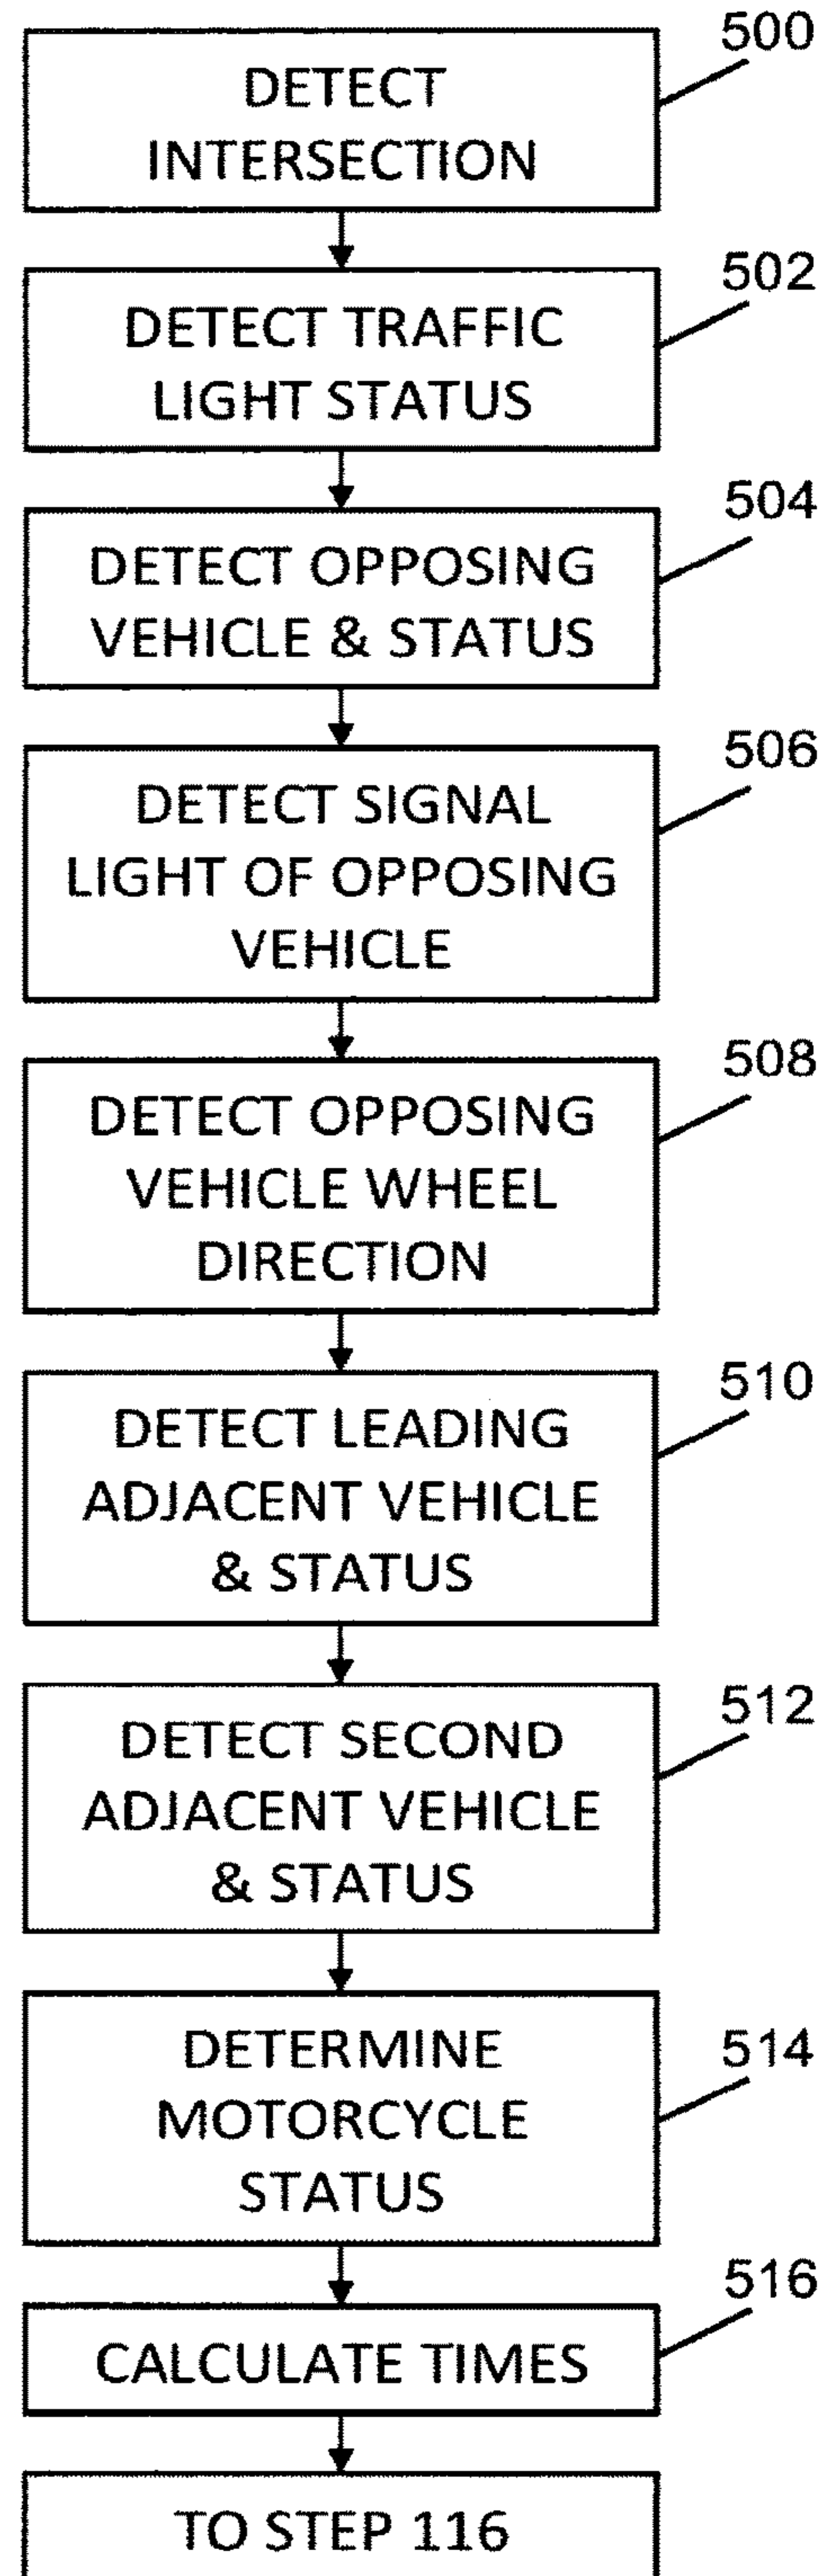 500
DETECT
INTERSECTION
502
DETECT TRAFFIC
LIGHT STATUS
504
DETECT OPPOSING
VEHICLE & STATUS
506
DETECT SIGNAL
LIGHT OF OPPOSING
VEHICLE
508
DETECT OPPOSING
VEHICLE WHEEL
DIRECTION
510
DETECT LEADING
ADJACENT VEHICLE
& STATUS
512
DETECT SECOND
ADJACENT VEHICLE
& STATUS
514
DETERMINE
MOTORCYCLE
STATUS
516
CALCULATE TIMES
TO STEP 116